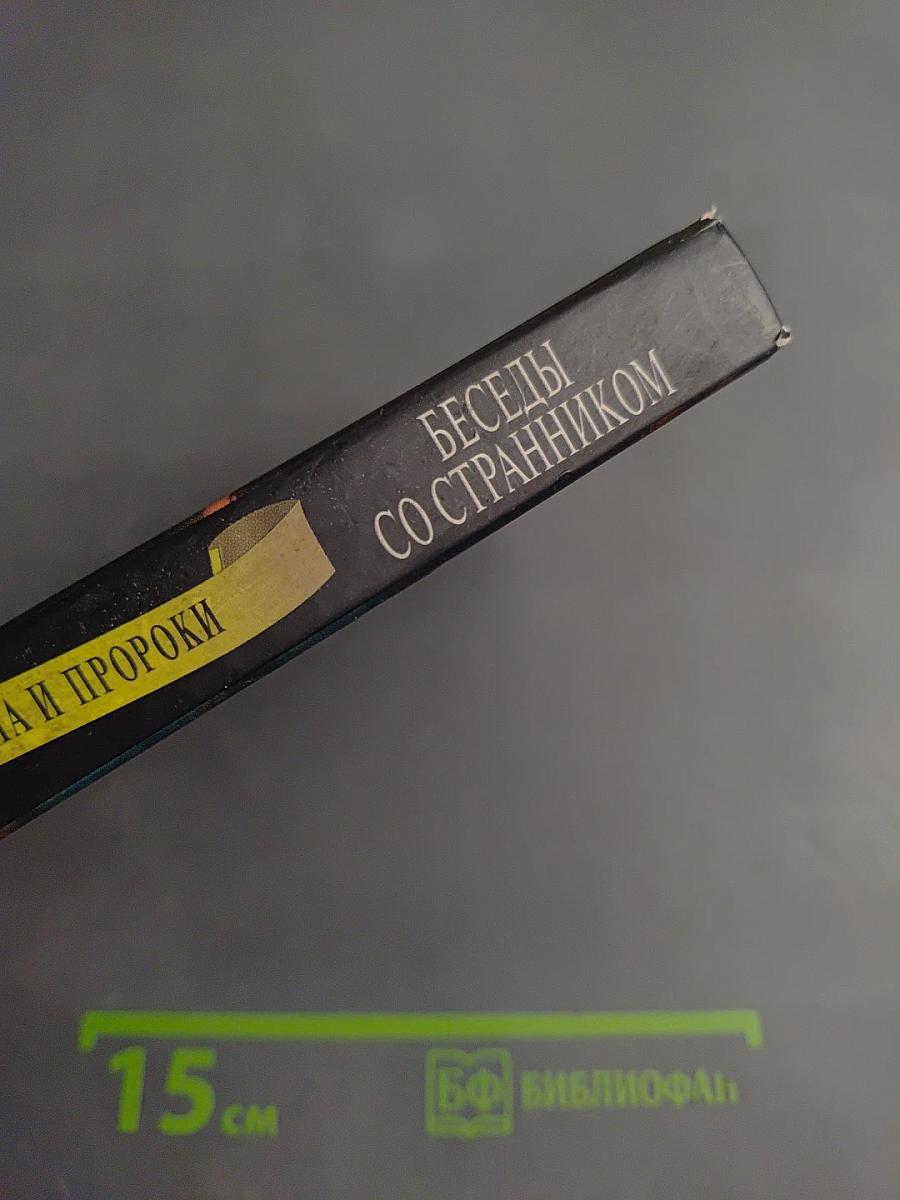 БЕСЕДЫ
СО СТРАННИКОМ
И ПРОРОКИ
15 см
БФ БИБЛИОФАН